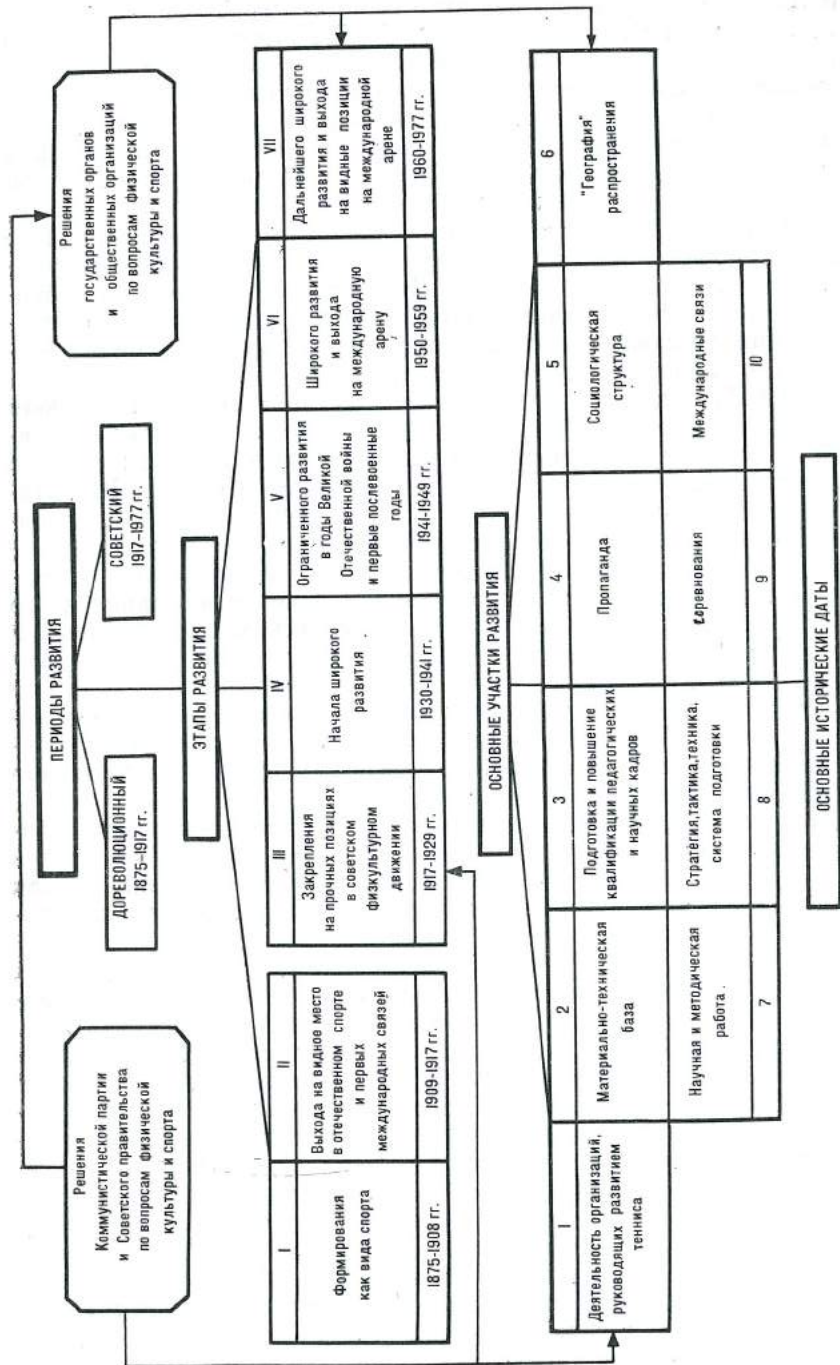 Решения
Коммунистической партии
и Советского правительства
по вопросам физической
культуры и спорта
ПЕРИОДЫ РАЗВИТИЯ
ДОРЕВОЛЮЦИОННЫЙ
1875-1917 гг.
СОВЕТСКИЙ
1917-1977 гг.
Решения
государственных органов
и общественных организаций
по вопросам физической
культуры и спорта
ЭТАПЫ РАЗВИТИЯ
I
Формирования
как вида спорта
1875-1908 гг.
II
Выхода на видное место
в отечественном спорте
и первых
международных связей
1909-1917 гг.
III
Закрепления
на прочных позициях
в советском
физкультурном
движении
1917-1929 гг.
IV
Начала широкого
развития
1930-1941 гг.
V
Ограниченного развития
в годы Великой
Отечественной войны
и первые послевоенные
годы
1941-1949 гг.
VI
Широкого развития
и выхода
на международную
арену
1950-1959 гг.
VII
Дальнейшего широкого
развития и выхода
на видные позиции
на международной
арене
1960-1977 гг.
ОСНОВНЫЕ УЧАСТКИ РАЗВИТИЯ
1
Деятельность организаций,
руководящих развитием
тенниса
2
Материально-техническая
база
3
Подготовка и повышение
квалификации педагогических
и научных кадров
4
Пропаганда
5
Социологическая
структура
6
"География"
распространения
Научная и методическая
работа
7
Стратегия,тактика,техника,
система подготовки
8
Соревнования
9
Международные связи
10
ОСНОВНЫЕ ИСТОРИЧЕСКИЕ ДАТЫ